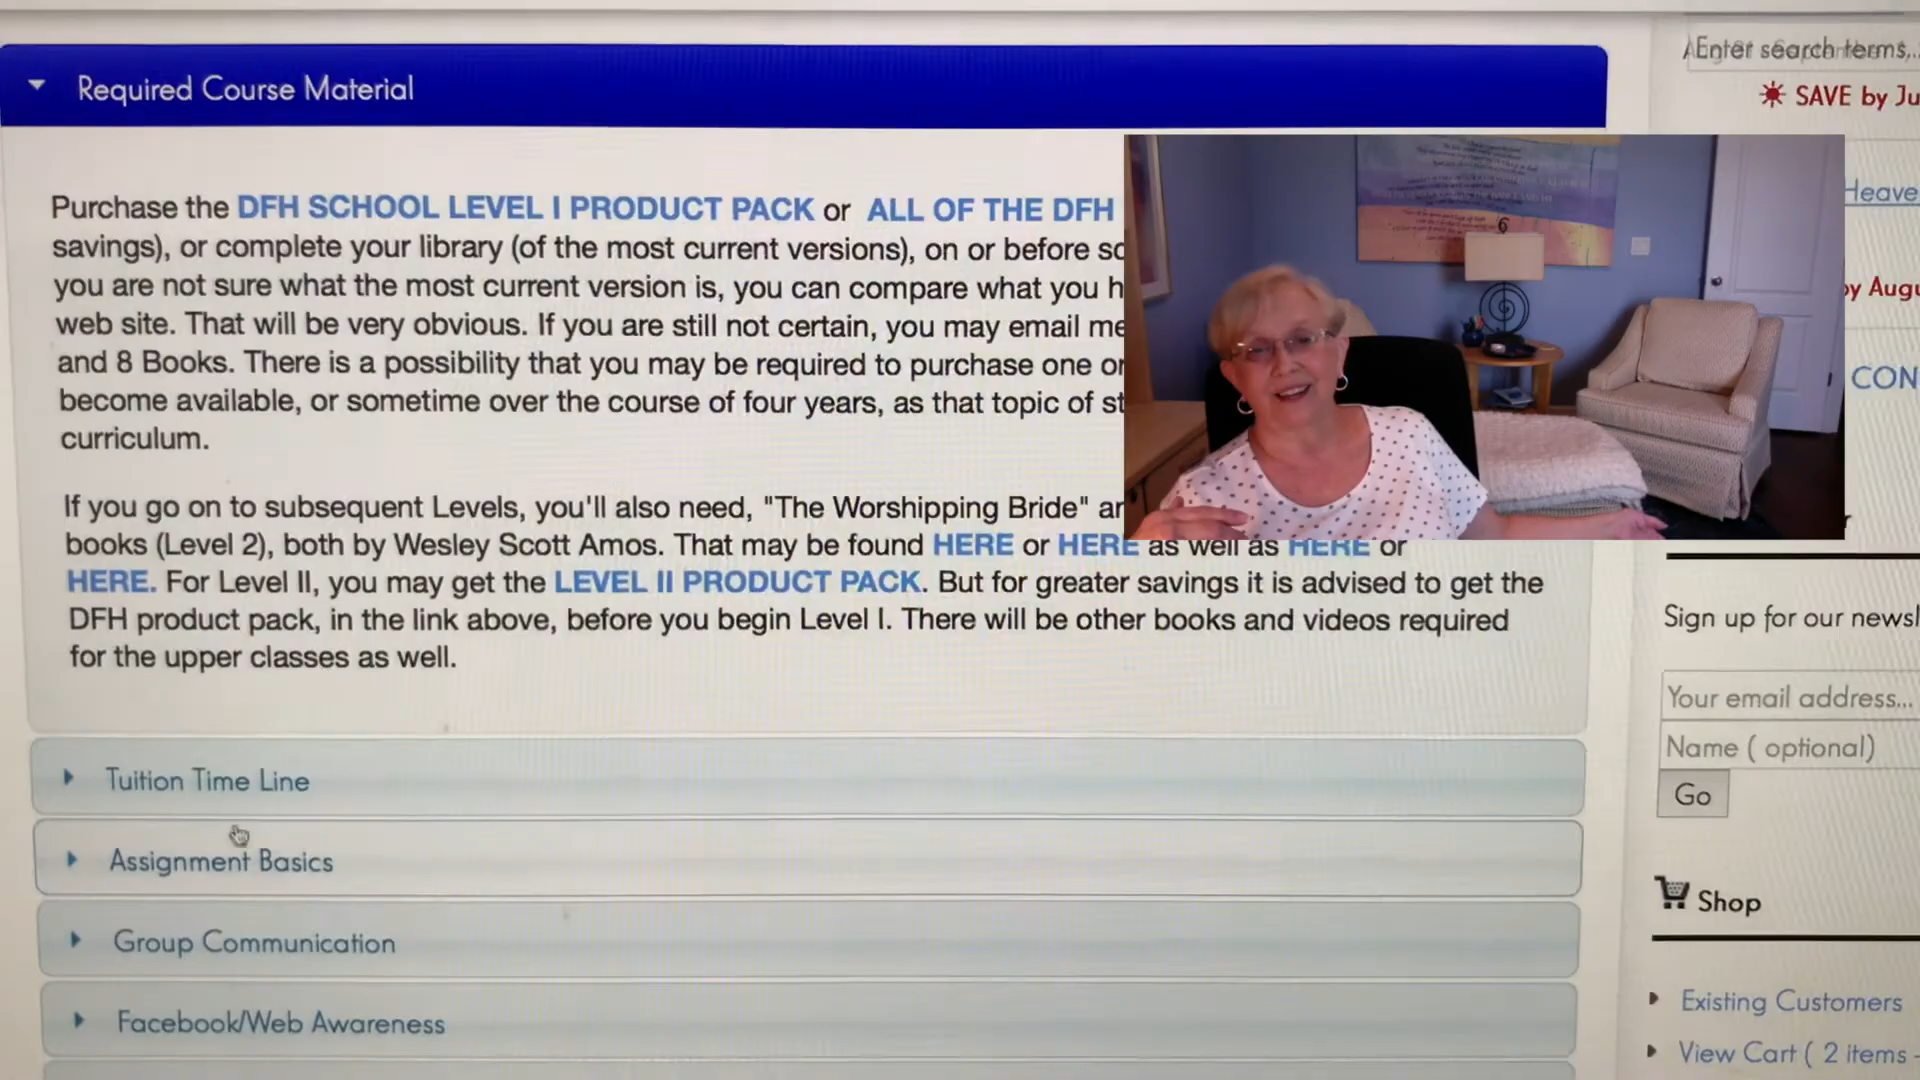 Enter search terms...
SAVE by Ju
Required Course Material
Purchase the DFH SCHOOL LEVEL I PRODUCT PACK or ALL OF THE DFH
savings), or complete your library (of the most current versions), on or before sc
you are not sure what the most current version is, you can compare what you h
web site. That will be very obvious. If you are still not certain, you may email me
and 8 Books. There is a possibility that you may be required to purchase one or
become available, or sometime over the course of four years, as that topic of st
curriculum.
If you go on to subsequent Levels, you'll also need, "The Worshipping Bride" ar
books (Level 2), both by Wesley Scott Amos. That may be found HERE or HERE as well as HERE or
HERE. For Level II, you may get the LEVEL II PRODUCT PACK. But for greater savings it is advised to get the
DFH product pack, in the link above, before you begin Level I. There will be other books and videos required
for the upper classes as well.
Tuition Time Line
Assignment Basics
Group Communication
Facebook/Web Awareness
Heave
by Augu
CON
Sign up for our newsl
Your email address...
Name ( optional)
Go
Shop
Existing Customers
View Cart ( 2 items -